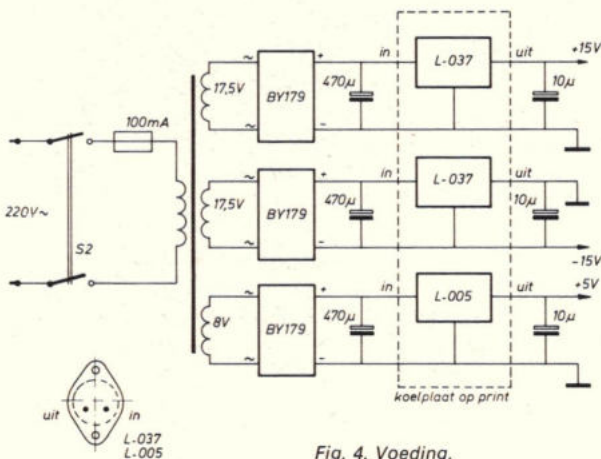 220V~
S2
100mA
17,5V
~
~
BY179
+
-
470µ
in
L-037
uit
10µ
+15V
17,5V
~
~
BY179
+
-
470µ
in
L-037
uit
10µ
-15V
8V
~
~
BY179
+
-
470µ
in
L-005
uit
10µ
+5V
koelplaat op print
uit
in
L-037
L-005
Fig. 4. Voeding.